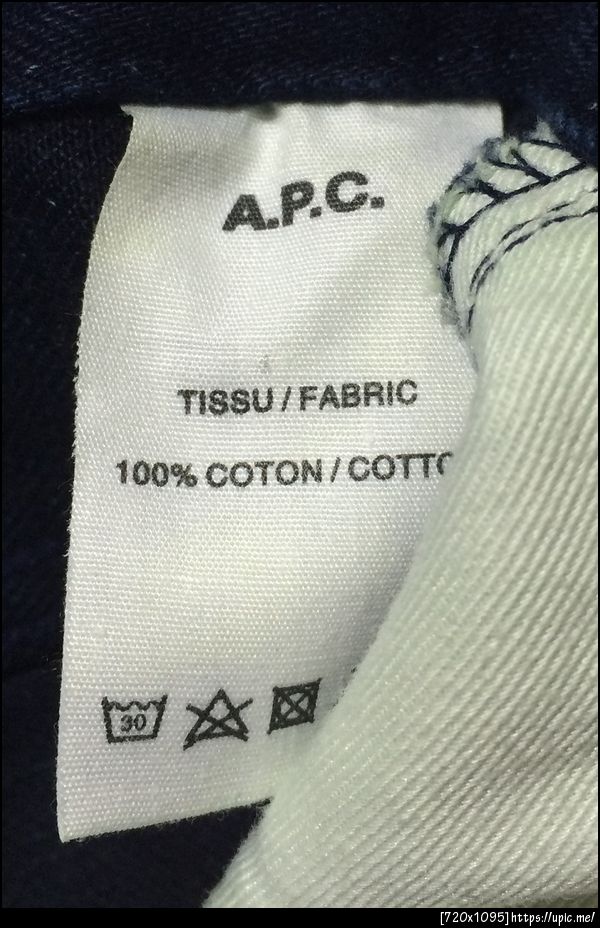 A.P.C.
TISSU / FABRIC
100% COTON / COTTO
30
[720x1095]https://upic.me/